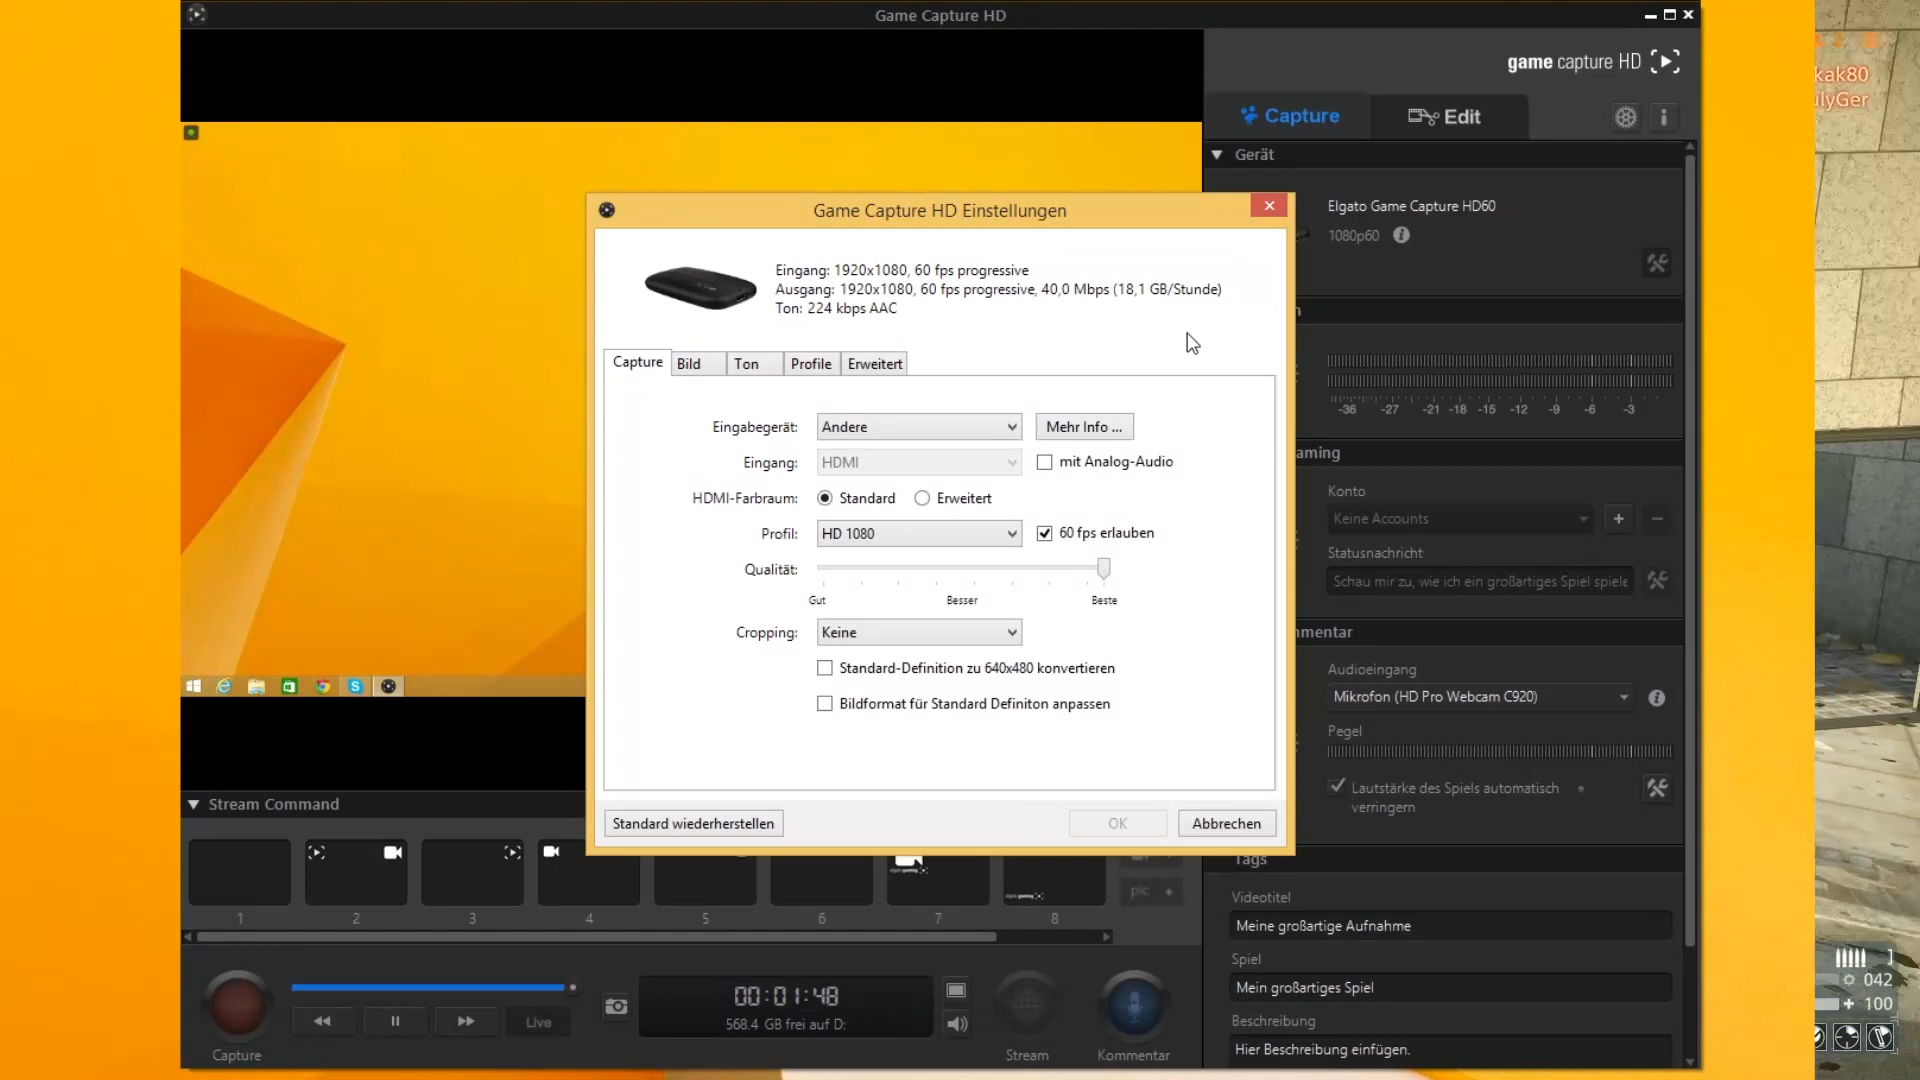 Game Capture HD
game capture HD
Capture
Edit
Gerät
Elgato Game Capture HD60
1080p60
Game Capture HD Einstellungen
Eingang: 1920x1080, 60 fps progressive
Ausgang: 1920x1080, 60 fps progressive, 40,0 Mbps (18,1 GB/Stunde)
Ton: 224 kbps AAC
Capture
Bild
Ton
Profile
Erweitert
Eingabegerät:
Andere
Mehr Info ...
Eingang:
HDMI
mit Analog-Audio
HDMI-Farbraum:
Standard
Erweitert
Profil:
HD 1080
60 fps erlauben
Qualität:
Gut
Besser
Beste
Cropping:
Keine
Standard-Definition zu 640x480 konvertieren
Bildformat für Standard Definiton anpassen
Standard wiederherstellen
OK
Abbrechen
-36 -27 -21 -18 -15 -12 -9 -6 -3
aming
Konto
Keine Accounts
Statusnachricht
Schau mir zu, wie ich ein großartiges Spiel spiele
mmentar
Audioeingang
Mikrofon (HD Pro Webcam C920)
Pegel
Lautstärke des Spiels automatisch
verringern
Tags
Videotitel
Meine großartige Aufnahme
Spiel
Mein großartiges Spiel
Beschreibung
Hier Beschreibung einfügen.
Stream Command
1 2 3 4 5 6 7 8
pic
Capture
Live
00:01:48
568.4 GB frei auf D:
Stream
Kommentar
kak80
ulyGer
042
100